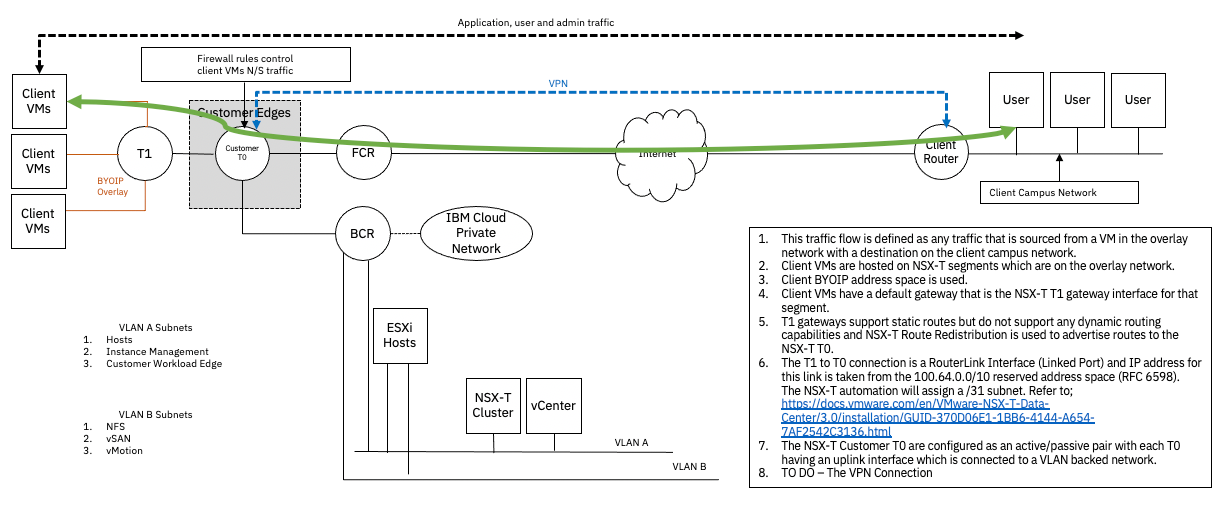 Application, user and admin traffic
Firewall rules control
client VMs N/S traffic
VPN
Client
VMs
Client
VMs
Client
VMs
BYOIP
Overlay
T1
Customer Edges
Customer
T0
FCR
Internet
Client
Router
User
User
User
Client Campus Network
BCR
IBM Cloud
Private
Network
ESXi
Hosts
NSX-T
Cluster
vCenter
VLAN A
VLAN B
VLAN A Subnets
1. Hosts
2. Instance Management
3. Customer Workload Edge
VLAN B Subnets
1. NFS
2. vSAN
3. vMotion
1. This traffic flow is defined as any traffic that is sourced from a VM in the overlay
network with a destination on the client campus network.
2. Client VMs are hosted on NSX-T segments which are on the overlay network.
3. Client BYOIP address space is used.
4. Client VMs have a default gateway that is the NSX-T T1 gateway interface for that
segment.
5. T1 gateways support static routes but do not support any dynamic routing
capabilities and NSX-T Route Redistribution is used to advertise routes to the
NSX-T T0.
6. The T1 to T0 connection is a RouterLink Interface (Linked Port) and IP address for
this link is taken from the 100.64.0.0/10 reserved address space (RFC 6598).
The NSX-T automation will assign a /31 subnet. Refer to;
https://docs.vmware.com/en/VMware-NSX-T-Data-
Center/3.0/installation/GUID-370D06E1-1BB6-4144-A654-
7AF2542C3136.html
7. The NSX-T Customer T0 are configured as an active/passive pair with each T0
having an uplink interface which is connected to a VLAN backed network.
8. TO DO – The VPN Connection